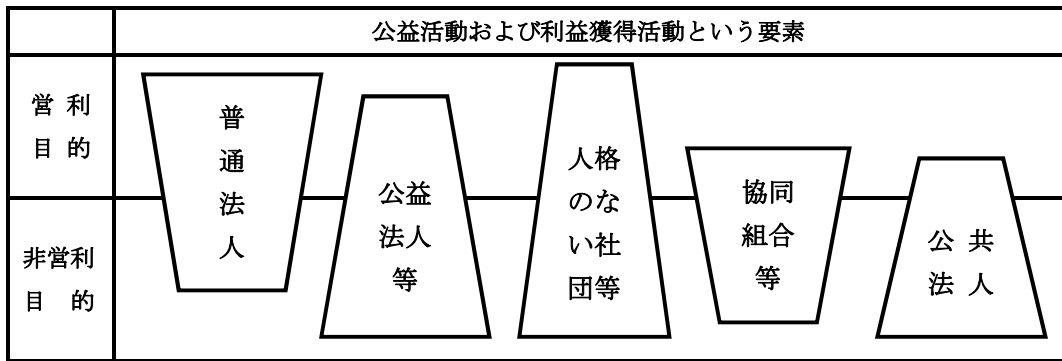 公益活動および利益獲得活動という要素
営利
目的
非営利
目的
普通法人
公益
法人
等
人格
のな
い社
団等
協同
組合
等
公共
法人